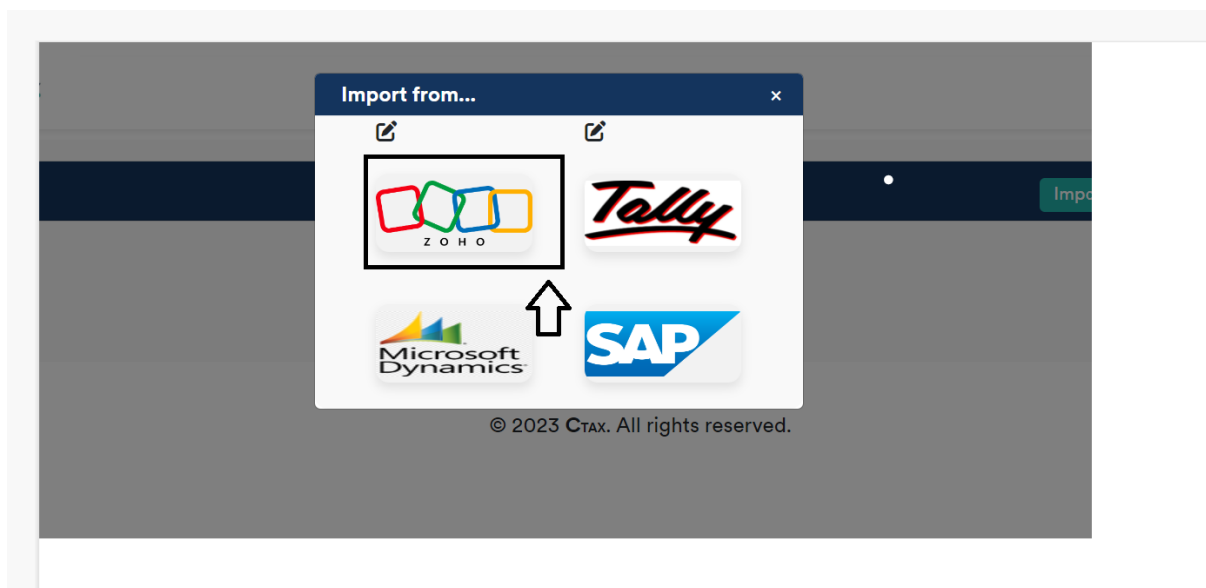 Import from... ×
ZOHO
Tally
Microsoft
Dynamics
SAP
© 2023 CTAX. All rights reserved.